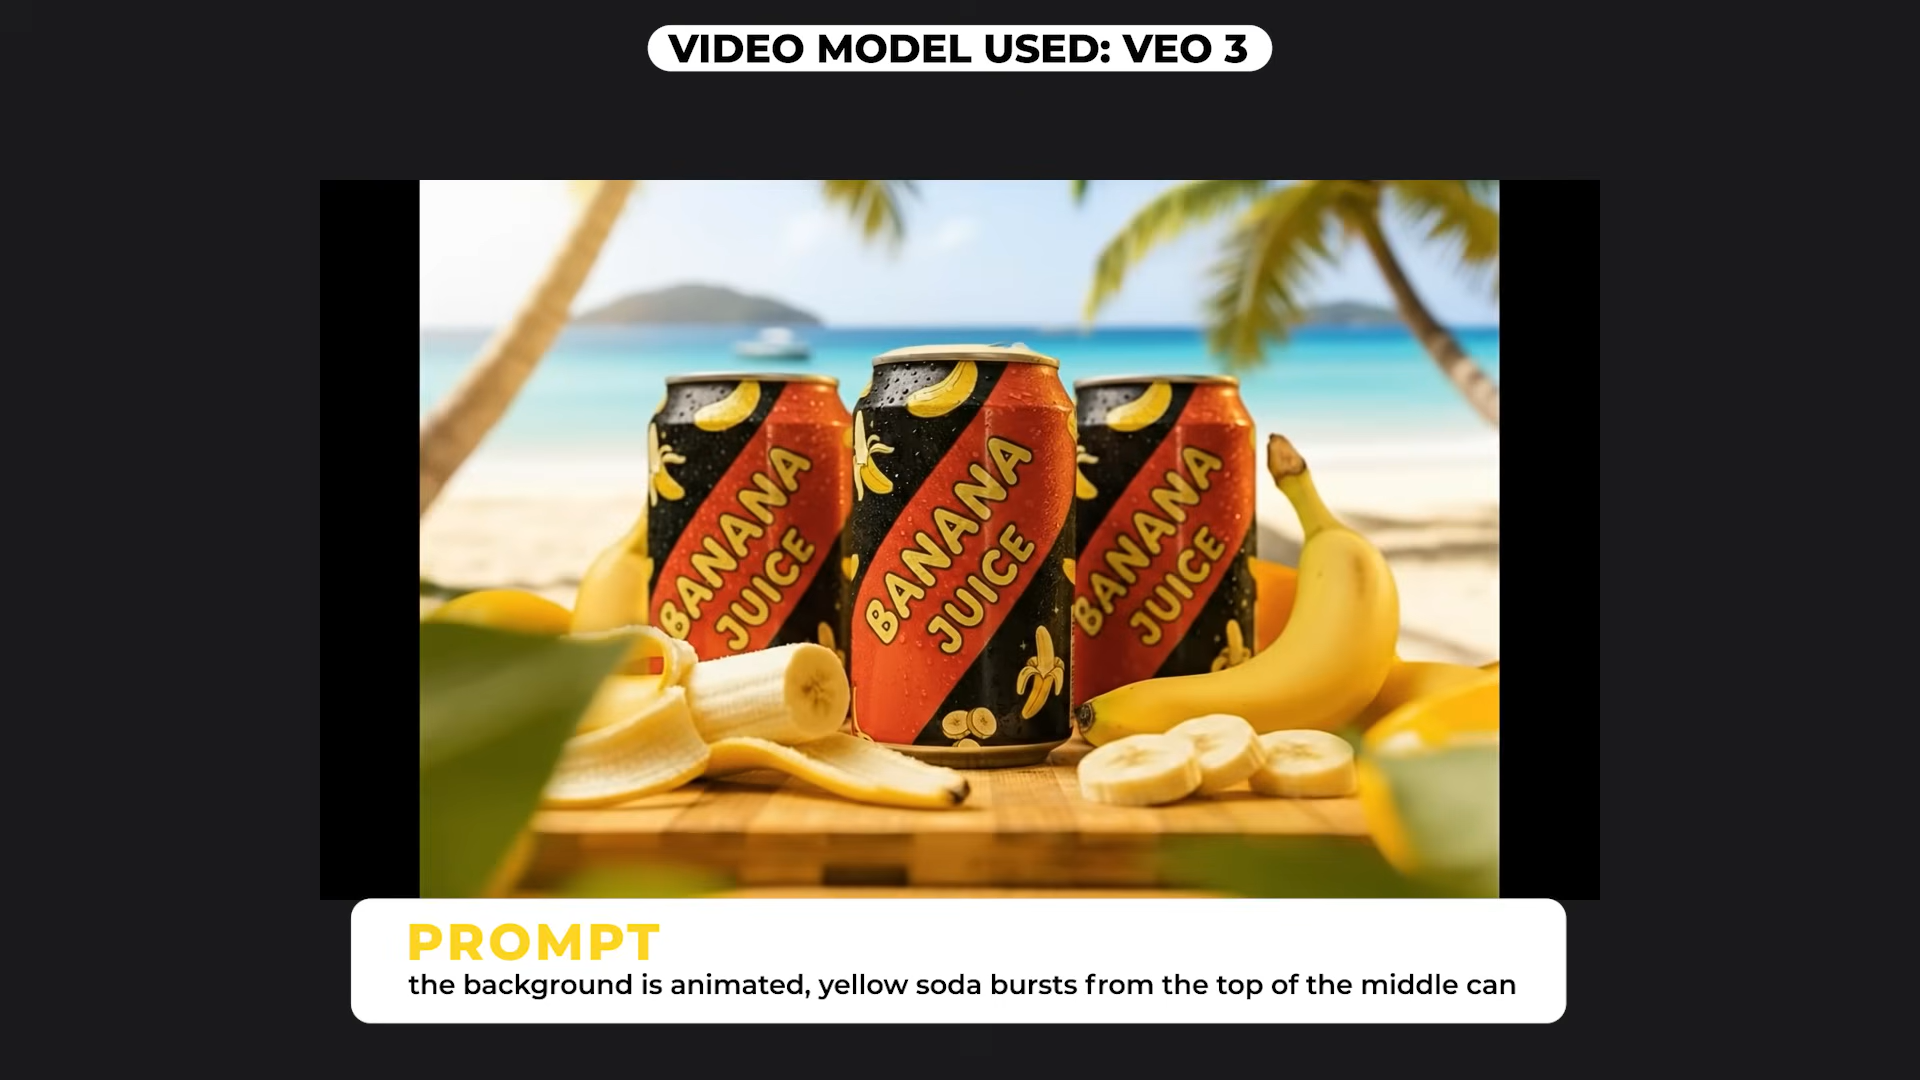 VIDEO MODEL USED: VEO 3
BANANA
JUICE
BANANA
JUICE
BANANA
JUICE
PROMPT
the background is animated, yellow soda bursts from the top of the middle can